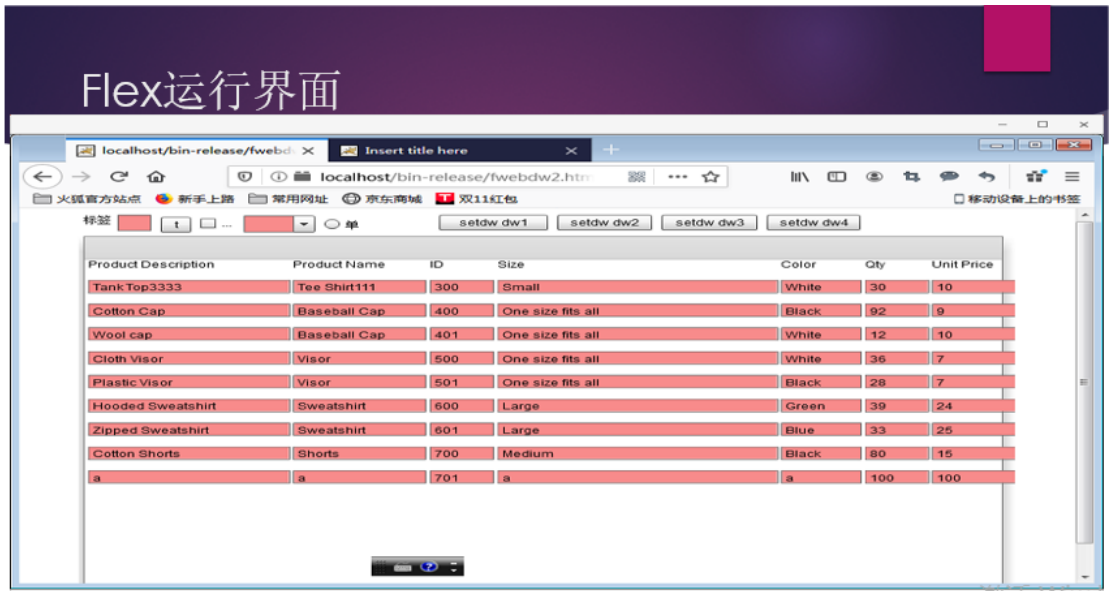 Flex运行界面
localhost/bin-release/fwebd
Insert title here
localhost/bin-release/fwebdw2.htm
火狐官方站点 新手上路 常用网址 京东商城 双11红包 移动设备上的书签
标签 t ... 单 setdw dw1 setdw dw2 setdw dw3 setdw dw4
Product Description Product Name ID Size Color Qty Unit Price
TankTop3333 Tee Shirt111 300 Small White 30 10
Cotton Cap Baseball Cap 400 One size fits all Black 92 9
Wool cap Baseball Cap 401 One size fits all White 12 10
Cloth Visor Visor 500 One size fits all White 36 7
Plastic Visor Visor 501 One size fits all Black 28 7
Hooded Sweatshirt Sweatshirt 600 Large Green 39 24
Zipped Sweatshirt Sweatshirt 601 Large Blue 33 25
Cotton Shorts Shorts 700 Medium Black 80 15
a a 701 a a 100 100